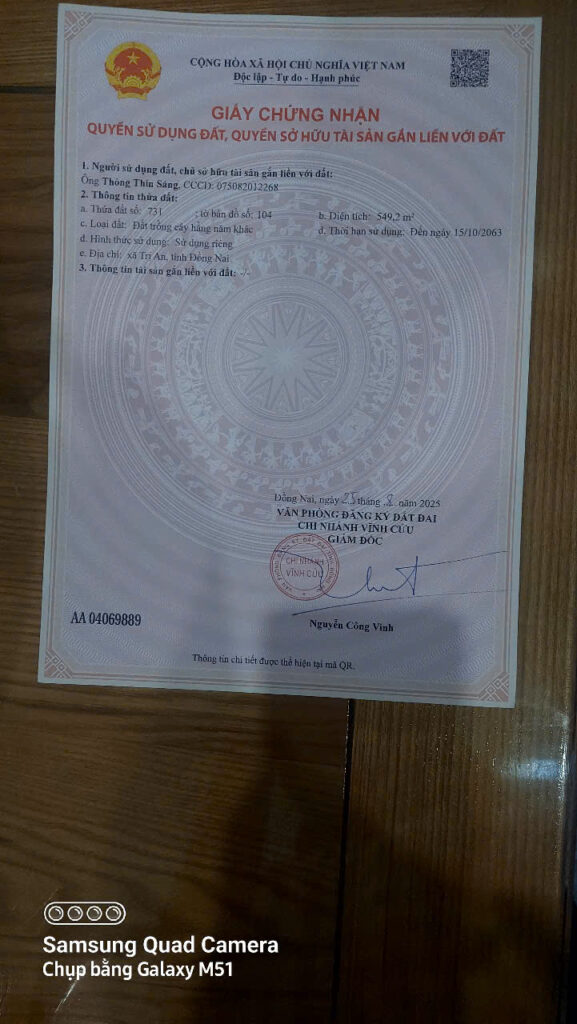 CỘNG HÒA XÃ HỘI CHỦ NGHĨA VIỆT NAM
Độc lập - Tự do - Hạnh phúc
GIẤY CHỨNG NHẬN
QUYỀN SỬ DỤNG ĐẤT, QUYỀN SỞ HỮU TÀI SẢN GẮN LIỀN VỚI ĐẤT
1. Người sử dụng đất, chủ sở hữu tài sản gắn liền với đất:
Ông Thông Thín Sáng, CCCD: 075082012268
2. Thông tin thửa đất:
a. Thửa đất số: 731 ; tờ bản đồ số: 104 b. Diện tích: 549,2 m²
c. Loại đất: Đất trồng cây hằng năm khác d. Thời hạn sử dụng: Đến ngày 15/10/2063
đ. Hình thức sử dụng: Sử dụng riêng
e. Địa chỉ: xã Trị An, tỉnh Đồng Nai
3. Thông tin tài sản gắn liền với đất: -/-
Đồng Nai, ngày 25 tháng 8 năm 2025
VĂN PHÒNG ĐĂNG KÝ ĐẤT ĐAI
CHI NHÁNH VĨNH CỬU
GIÁM ĐỐC
CHI NHÁNH
VĨNH CỬU
AA 04069889
Nguyễn Công Vinh
Thông tin chi tiết được thể hiện tại mã QR.
Samsung Quad Camera
Chụp bằng Galaxy M51